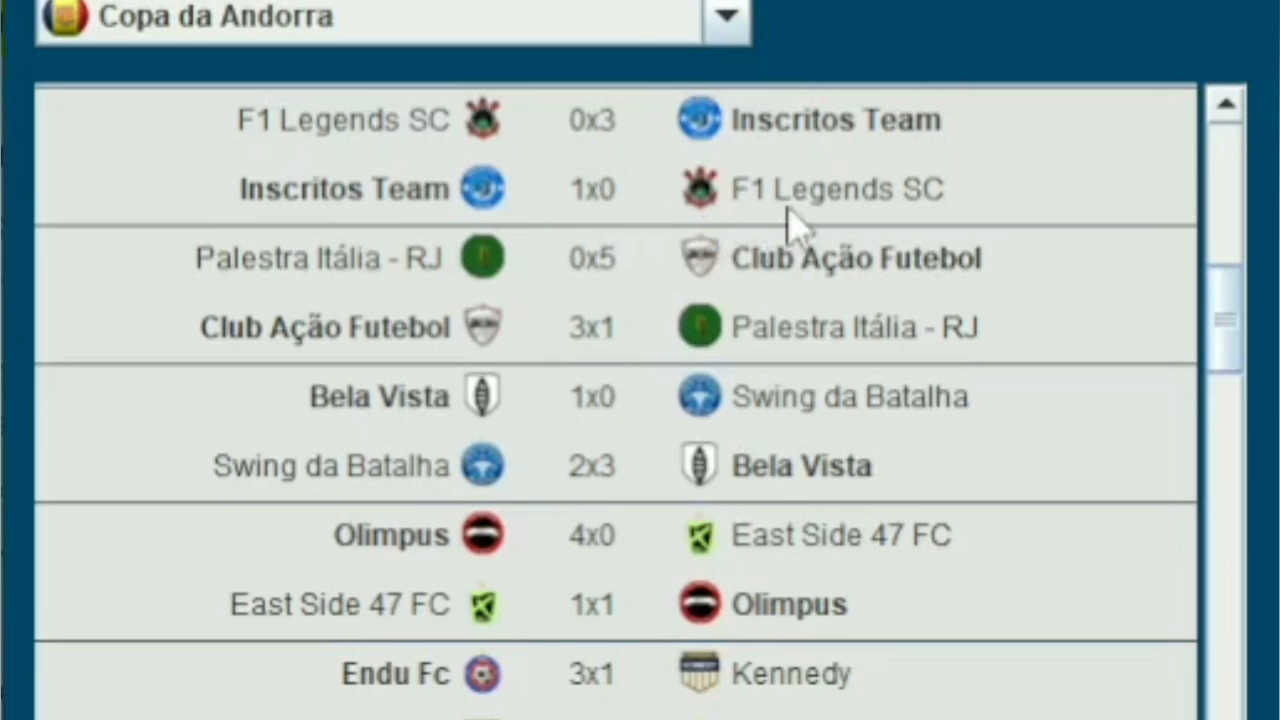 Copa da Andorra
F1 Legends SC 0x3 Inscritos Team
Inscritos Team 1x0 F1 Legends SC
Palestra Itália - RJ 0x5 Club Ação Futebol
Club Ação Futebol 3x1 Palestra Itália - RJ
Bela Vista 1x0 Swing da Batalha
Swing da Batalha 2x3 Bela Vista
Olimpus 4x0 East Side 47 FC
East Side 47 FC 1x1 Olimpus
Endu Fc 3x1 Kennedy